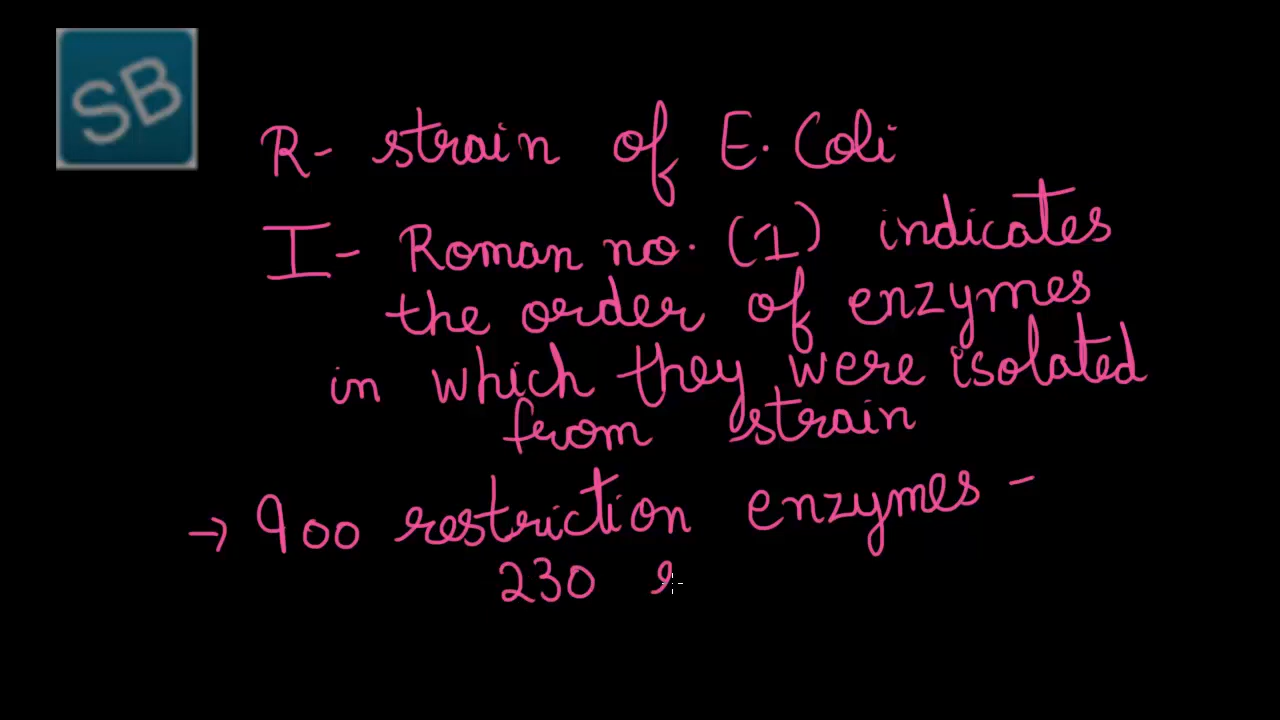 SB
R- strain of E. Coli
I- Roman no. (I) indicates
the order of enzymes
in which they were isolated
from strain
→ 900 restriction enzymes -
230